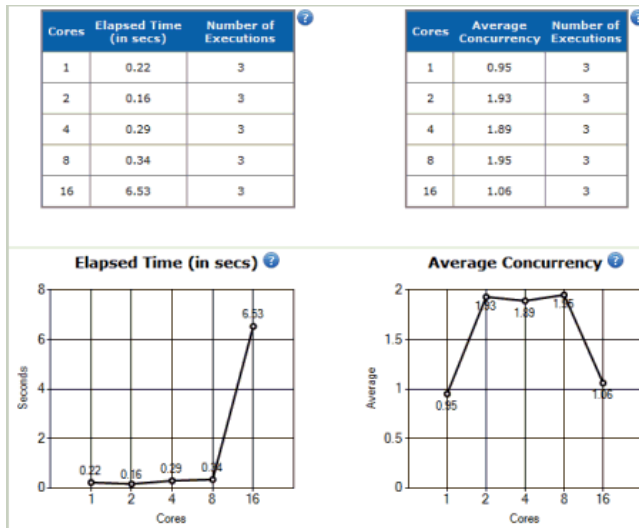 Cores Elapsed Time (in secs) Number of Executions
1 0.22 3
2 0.16 3
4 0.29 3
8 0.34 3
16 6.53 3
Cores Average Concurrency Number of Executions
1 0.95 3
2 1.93 3
4 1.89 3
8 1.95 3
16 1.06 3
Elapsed Time (in secs) ?
Seconds
8
6
4
2
0
0.22 0.16 0.29 0.34 6.53
1 2 4 8 16
Cores
Average Concurrency ?
Average
2
1.5
1
0.5
0
0.95 1.93 1.89 1.95 1.06
1 2 4 8 16
Cores